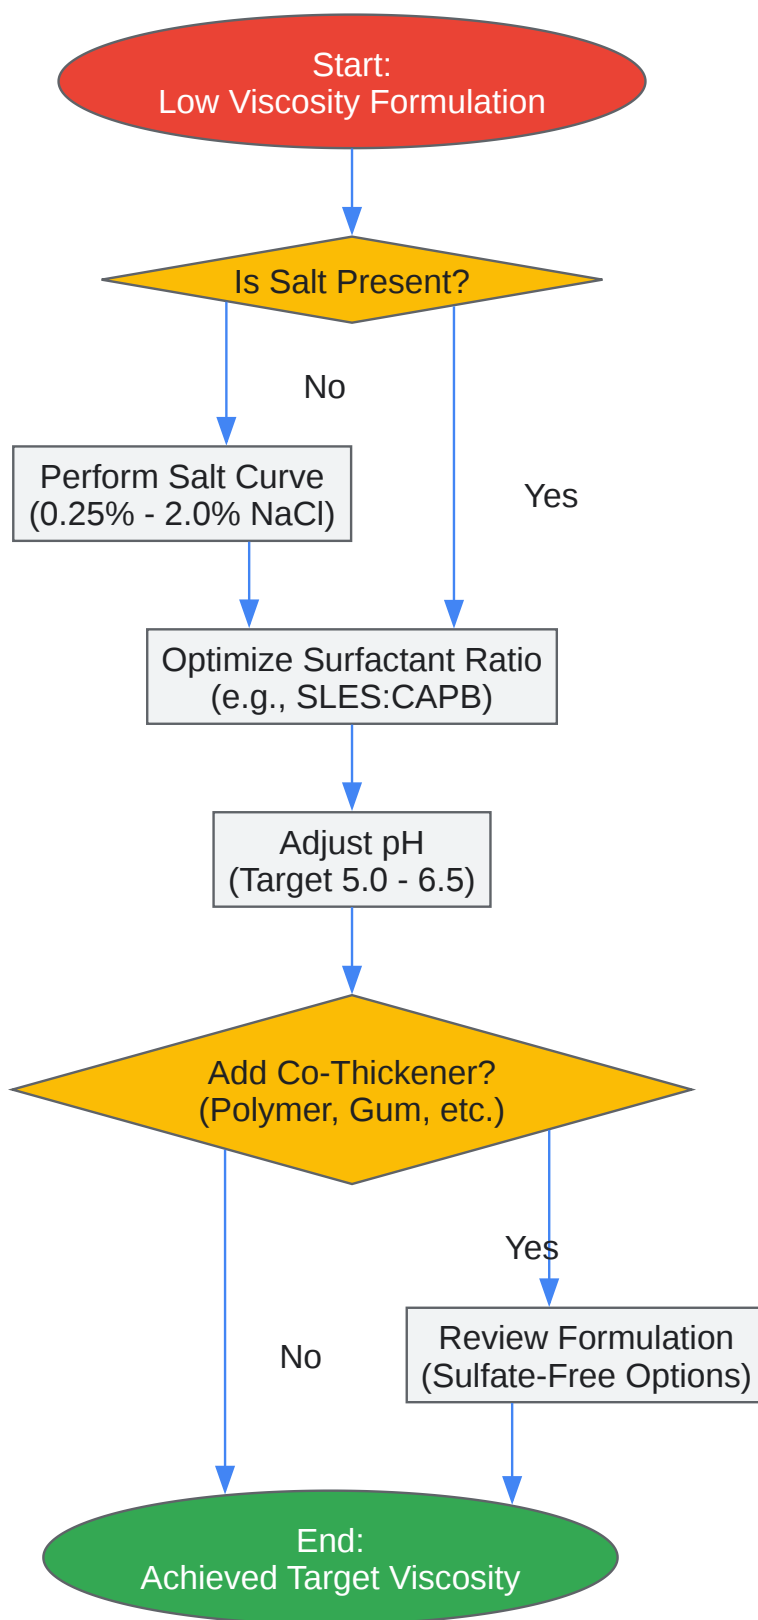 Start:
Low Viscosity Formulation
Is Salt Present?
No
Perform Salt Curve
(0.25% - 2.0% NaCl)
Yes
Optimize Surfactant Ratio
(e.g., SLES:CAPB)
Adjust pH
(Target 5.0 - 6.5)
Add Co-Thickener?
(Polymer, Gum, etc.)
Yes
Review Formulation
(Sulfate-Free Options)
No
End:
Achieved Target Viscosity